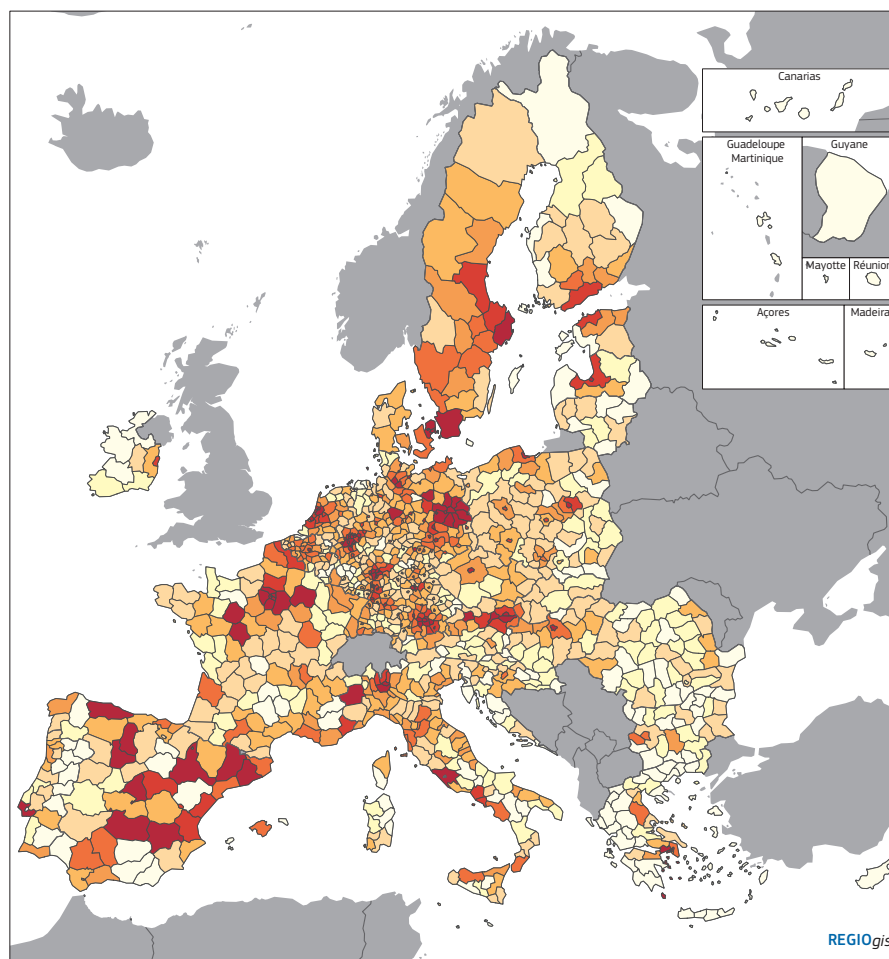 Canarias
Guadeloupe
Martinique
Guyane
Mayotte
Réunion
Açores
Madeira
REGIOgis